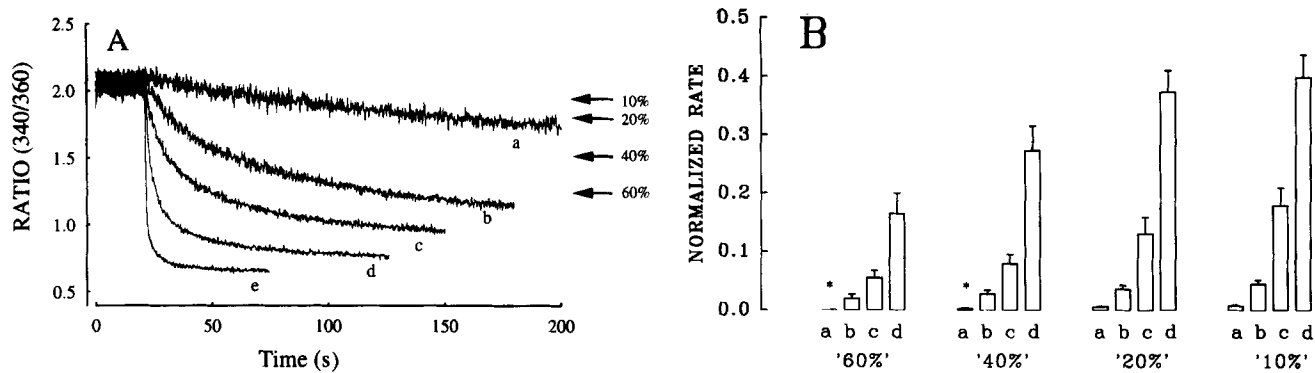 A
RATIO (340/360)
2.5
2.0
1.5
1.0
0.5
10%
20%
40%
60%
a
b
c
d
e
0
50
100
150
200
Time (s)
B
NORMALIZED RATE
0.5
0.4
0.3
0.2
0.1
0.0
*
*
a b c d
a b c d
a b c d
a b c d
'60%'
'40%'
'20%'
'10%'